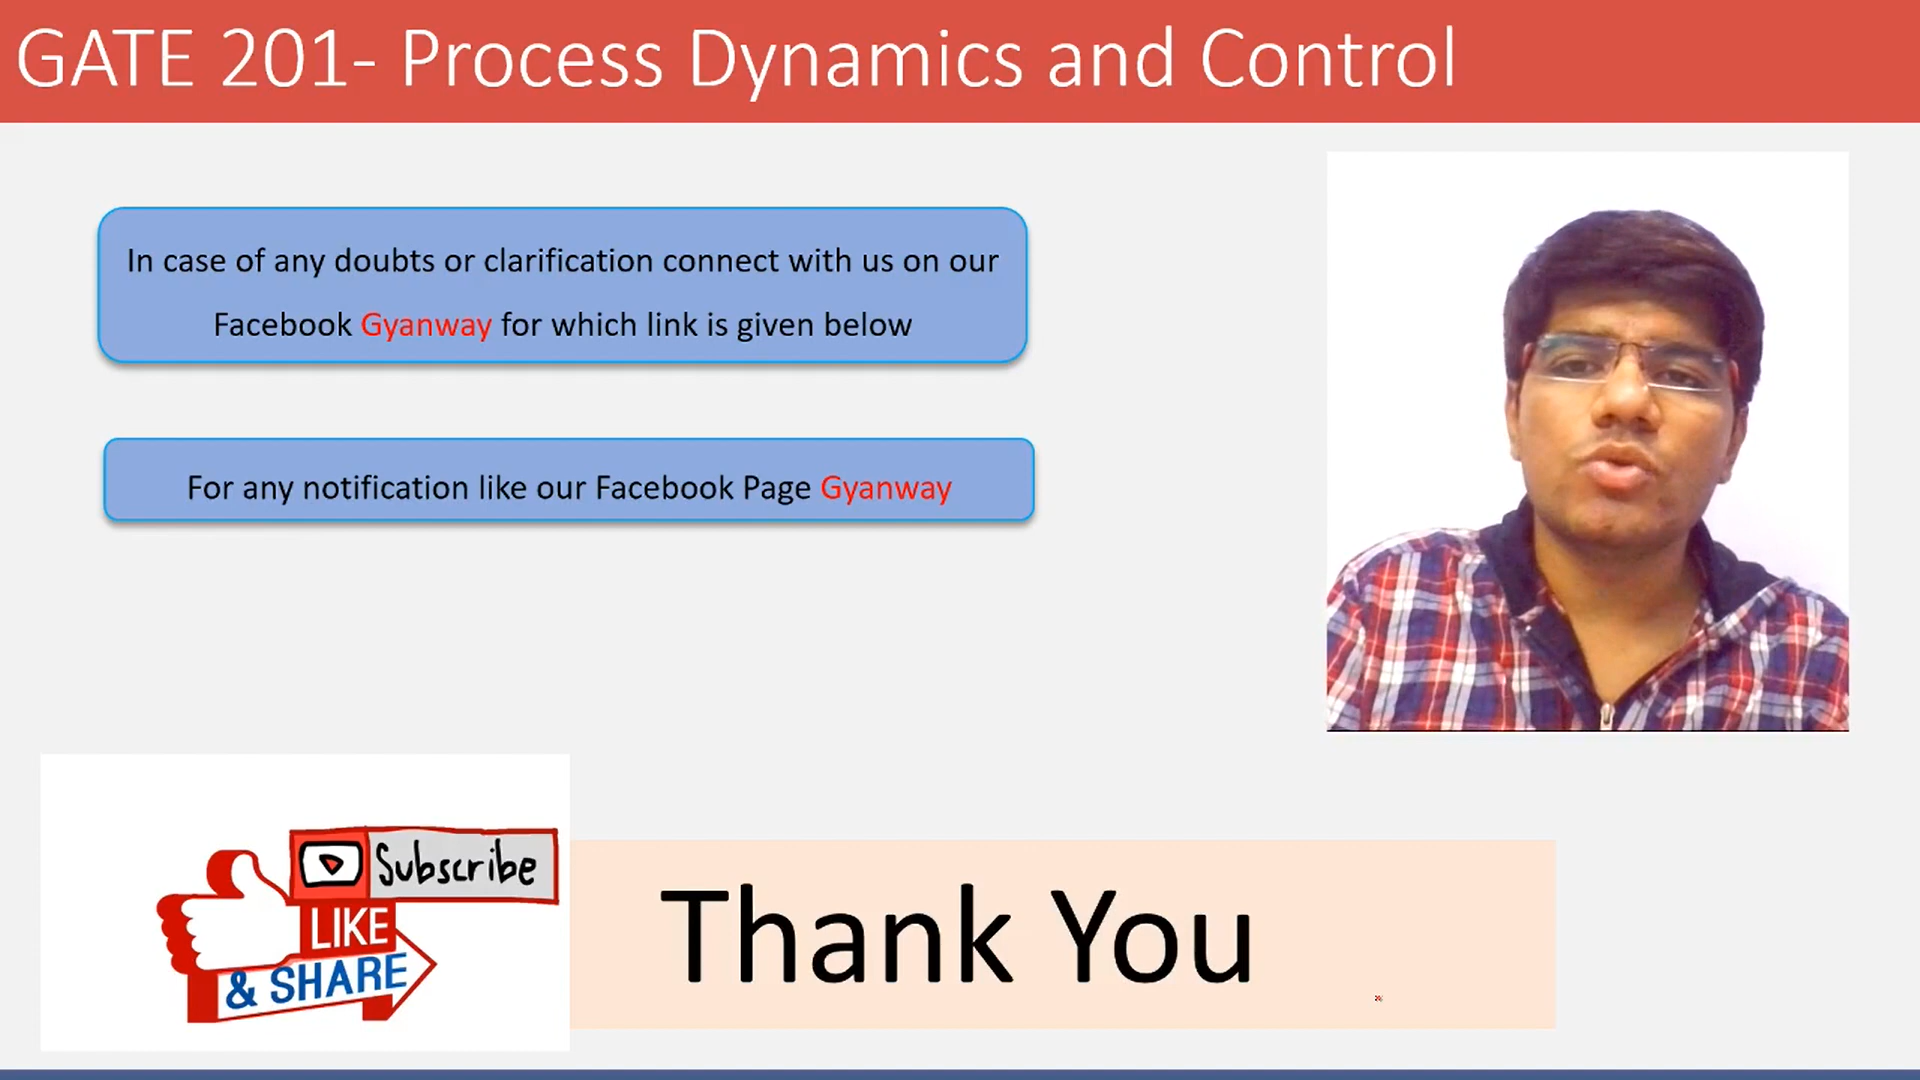 GATE 201- Process Dynamics and Control
In case of any doubts or clarification connect with us on our
Facebook Gyanway for which link is given below
For any notification like our Facebook Page Gyanway
Subscribe
LIKE
& SHARE
Thank You